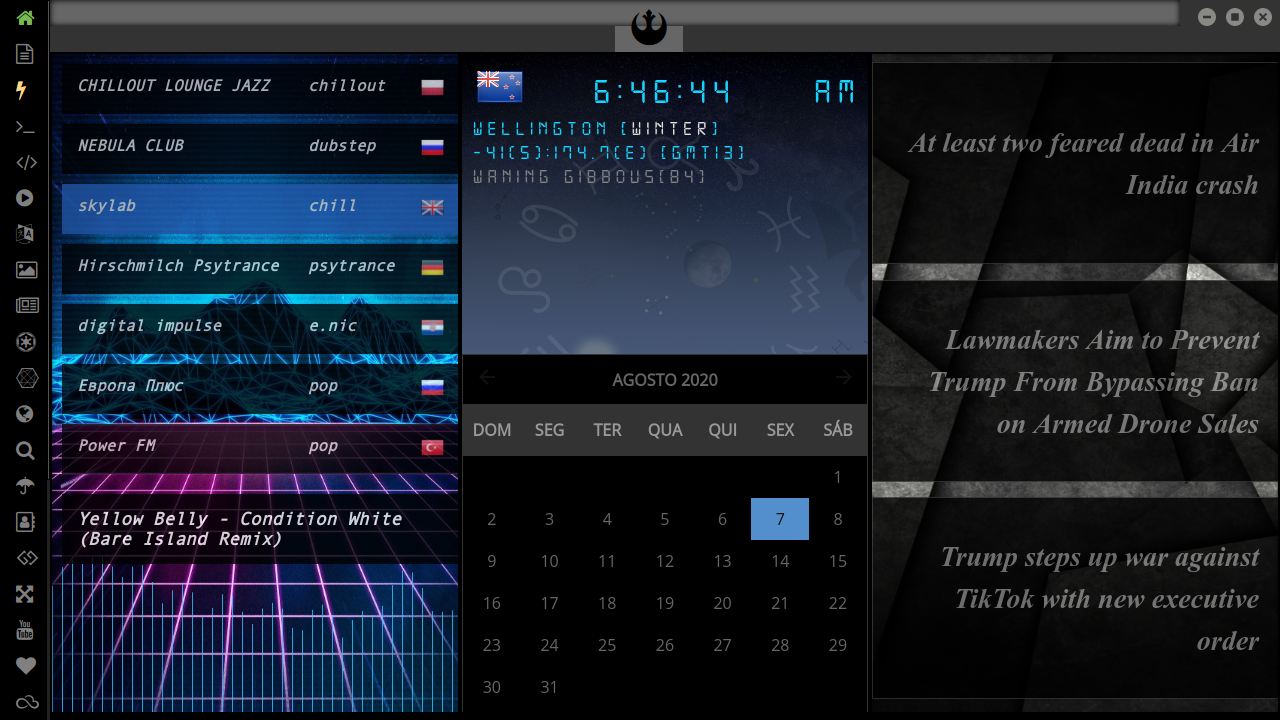 CHILLOUT LOUNGE JAZZ chillout
NEBULA CLUB dubstep
skylab chill
Hirschmilch Psytrance psytrance
digital impulse e.nic
Европа Плюс pop
Power FM pop
Yellow Belly - Condition White
(Bare Island Remix)
6:46:44 AM
WELLINGTON [WINTER]
-41(S):174.7(E) [GMT13]
WANING GIBBOUS[84]
AGOSTO 2020
DOM SEG TER QUA QUI SEX SÁB
1
2 3 4 5 6 7 8
9 10 11 12 13 14 15
16 17 18 19 20 21 22
23 24 25 26 27 28 29
30 31
At least two feared dead in Air
India crash
Lawmakers Aim to Prevent
Trump From Bypassing Ban
on Armed Drone Sales
Trump steps up war against
TikTok with new executive
order
You
Tube